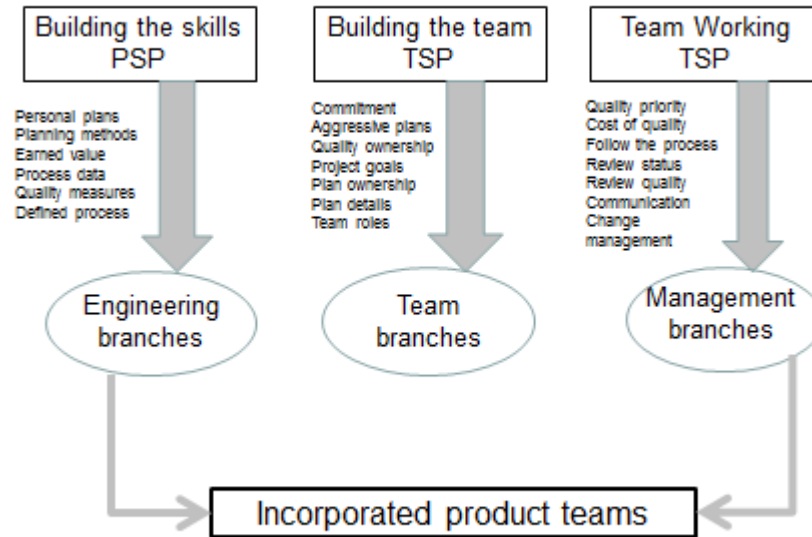 Building the skills
PSP
Personal plans
Planning methods
Earned value
Process data
Quality measures
Defined process
Engineering
branches
Building the team
TSP
Commitment
Aggressive plans
Quality ownership
Project goals
Plan ownership
Plan details
Team roles
Team
branches
Team Working
TSP
Quality priority
Cost of quality
Follow the process
Review status
Review quality
Communication
Change
management
Management
branches
Incorporated product teams